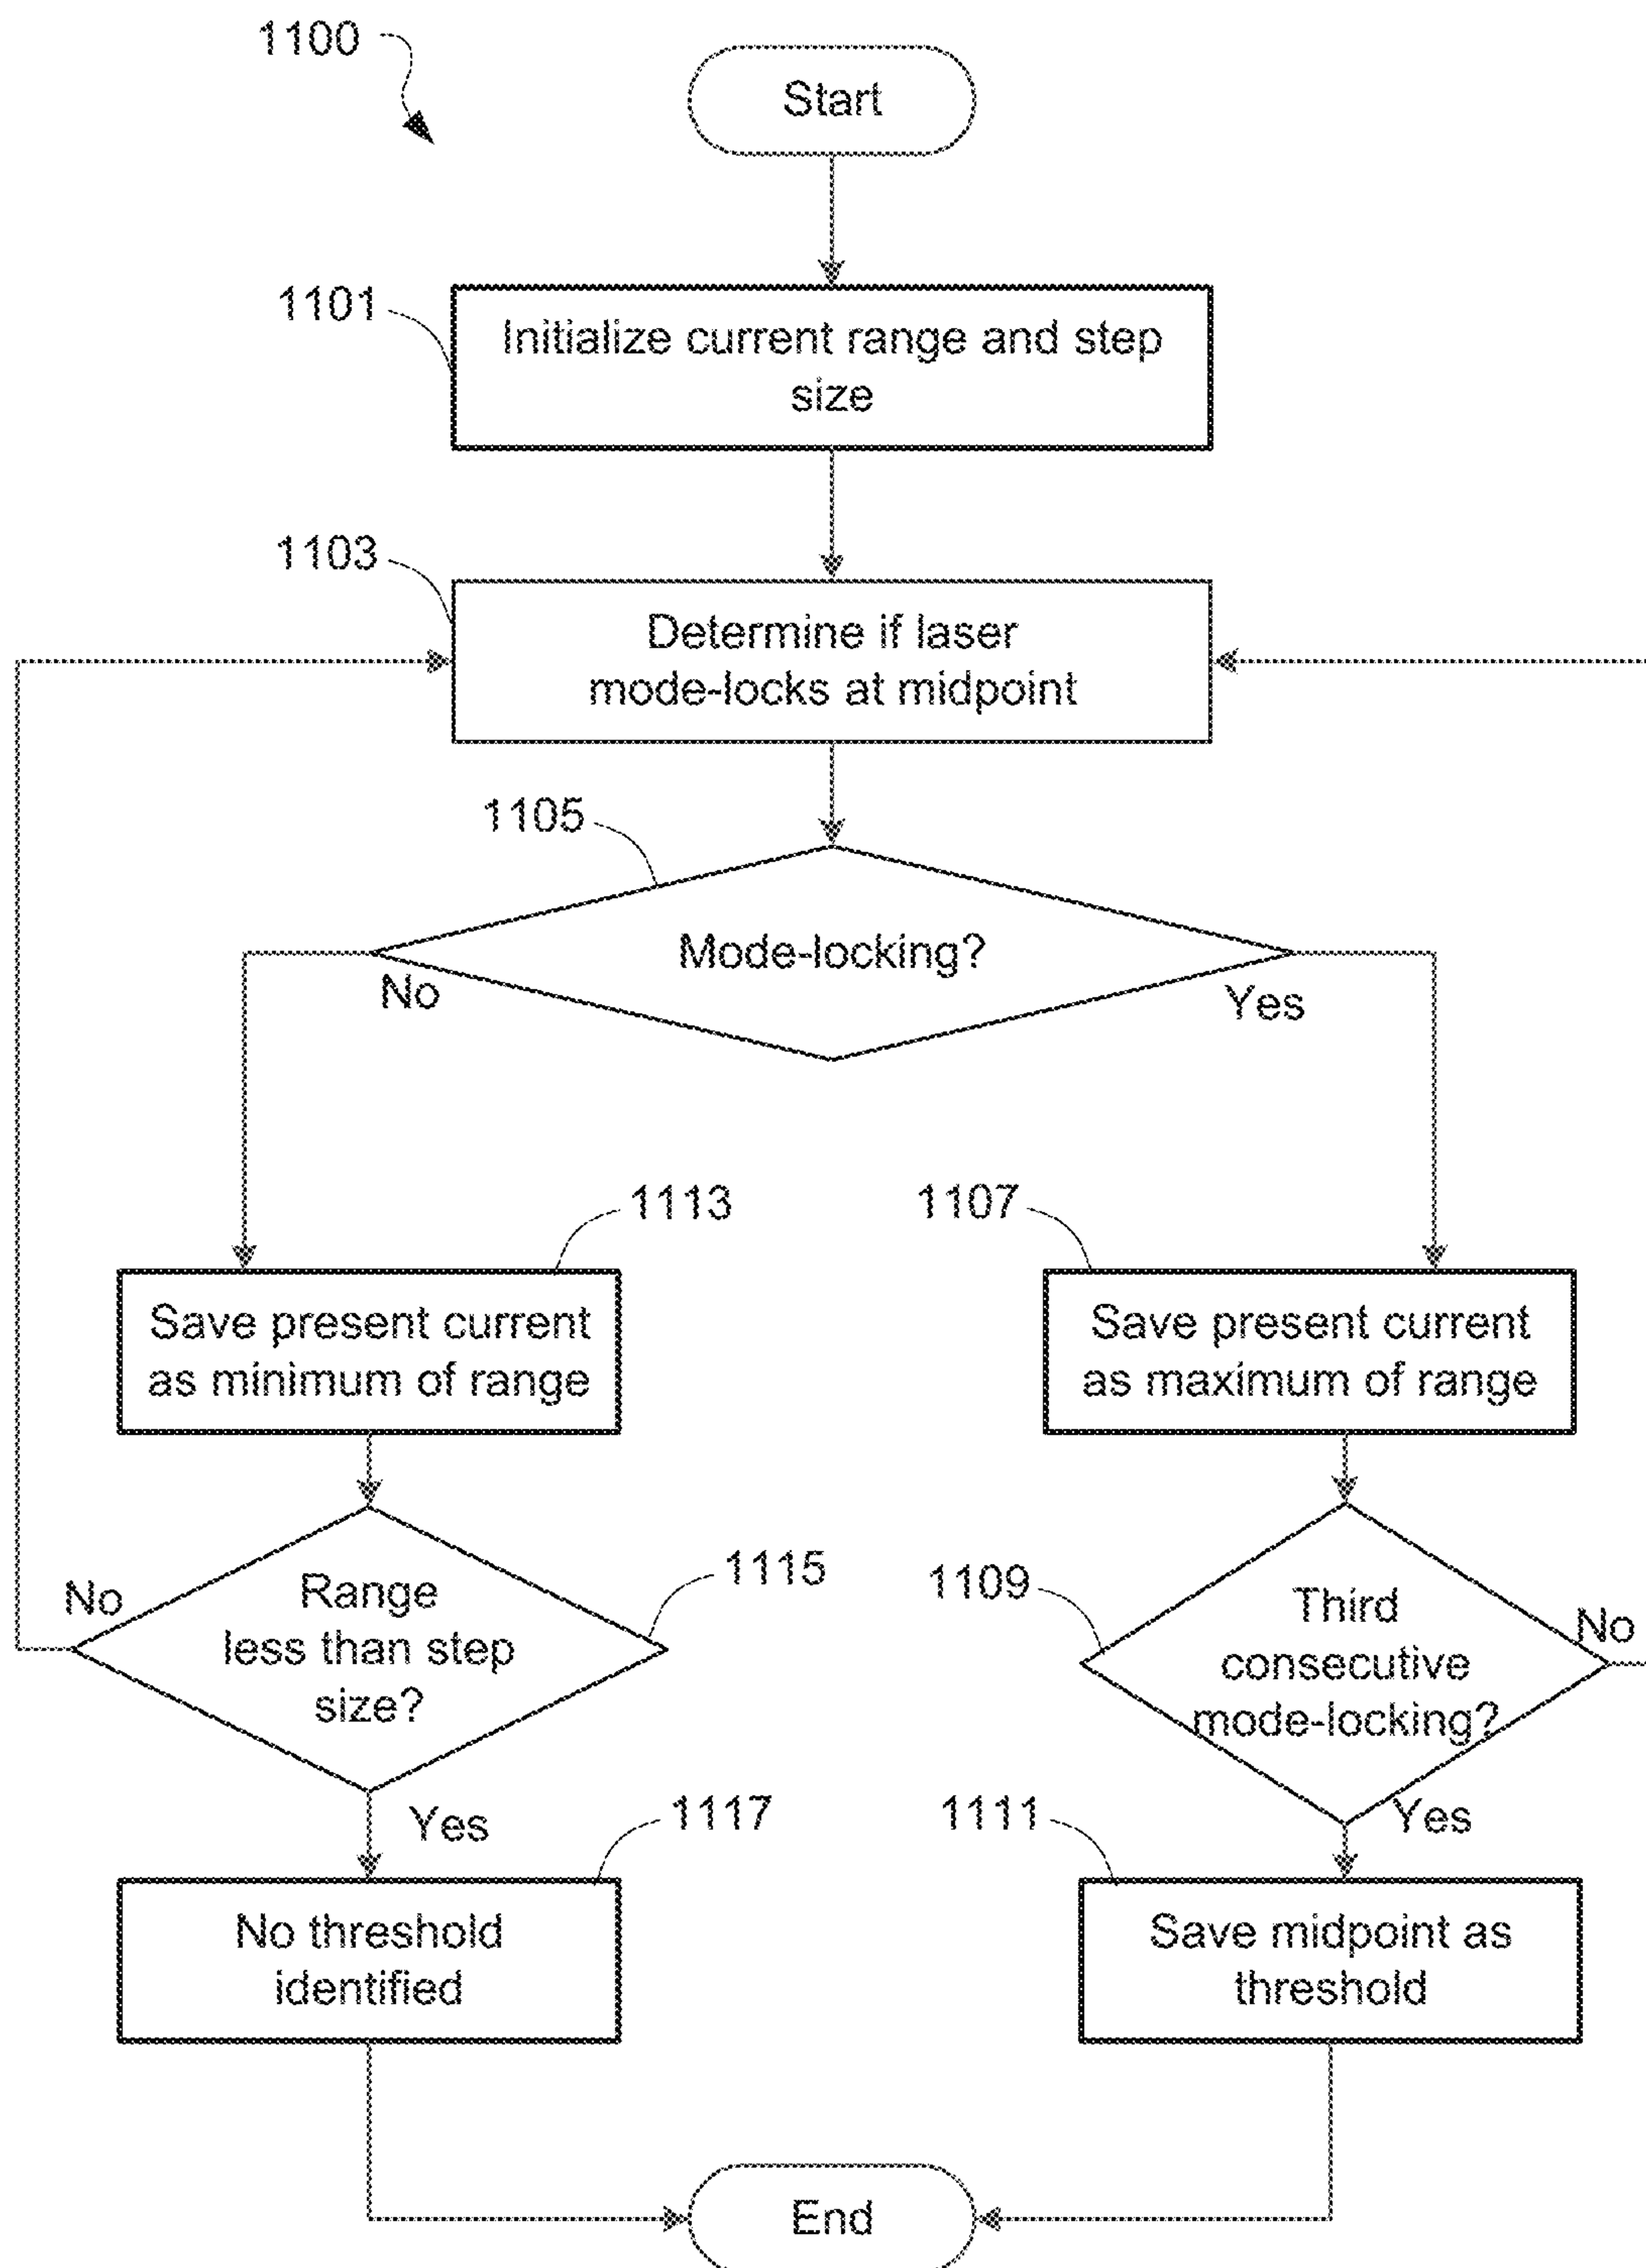 1100
Start
1101
Initialize current range and step
size
1103
Determine if laser
mode-locks at midpoint
1105
Mode-locking?
No
Yes
1113
1107
Save present current
as minimum of range
Save present current
as maximum of range
1115
1109
No
Range
less than step
size?
Third
consecutive
mode-locking?
No
Yes
1117
1111
Yes
No threshold
identified
Save midpoint as
threshold
End